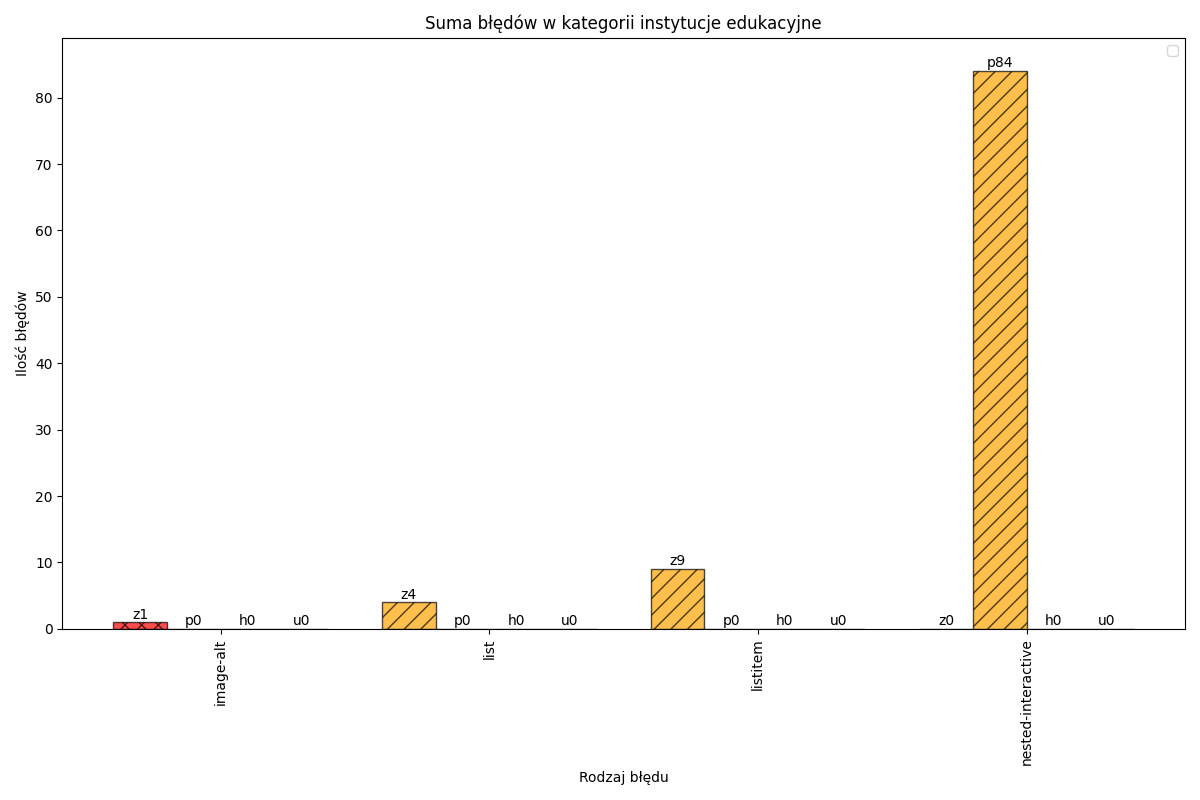 Suma błędów w kategorii instytucje edukacyjne
Ilość błędów
80
70
60
50
40
30
20
10
0
z1 p0 h0 u0
z4 p0 h0 u0
z9 p0 h0 u0
z0 p84 h0 u0
image-alt
list
listitem
nested-interactive
Rodzaj błędu